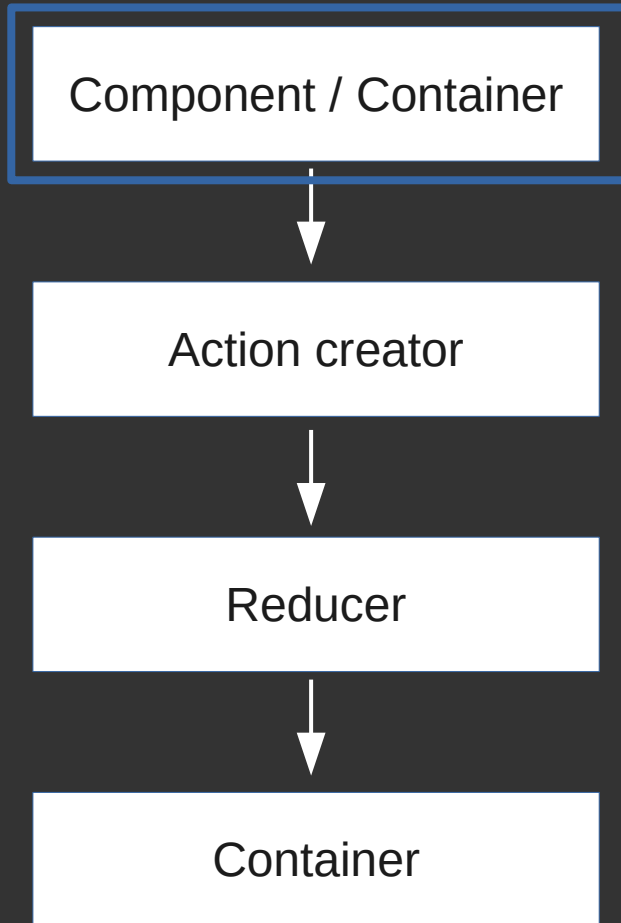 Component / Container
Action creator
Reducer
Container